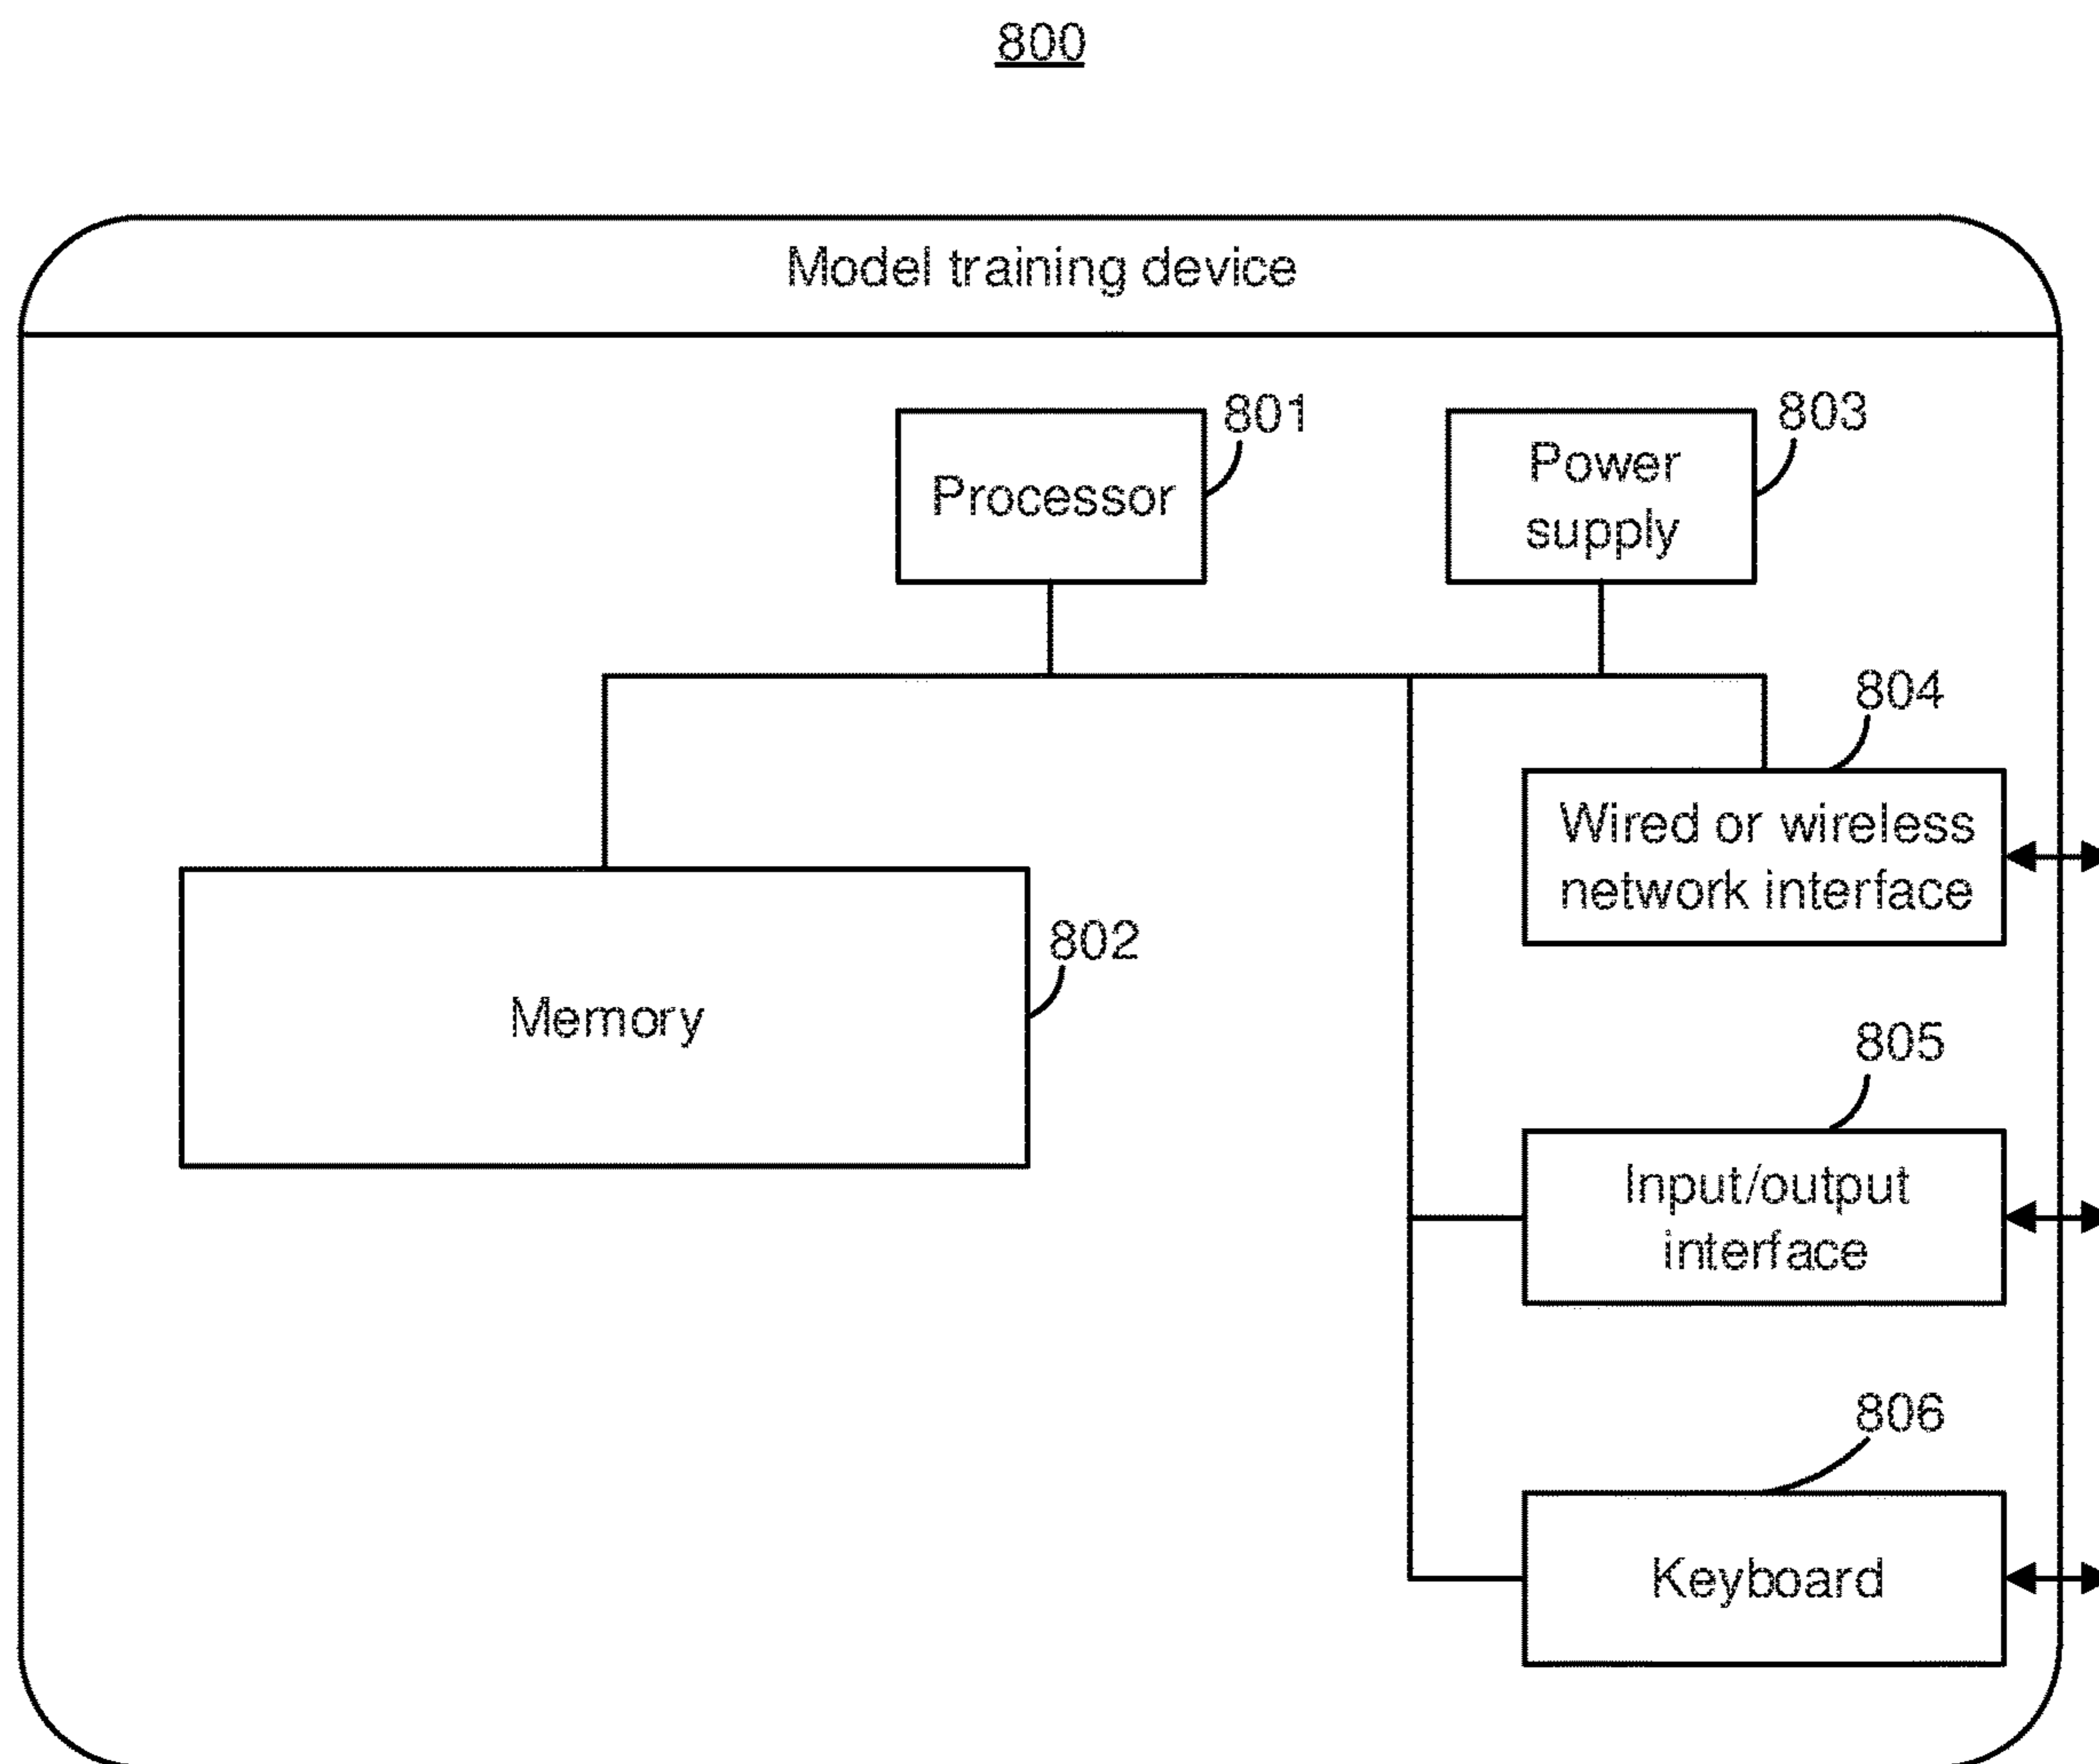 800
Model training device
801
Processor
803
Power
supply
804
Wired or wireless
network interface
802
Memory
805
Input/output
interface
806
Keyboard